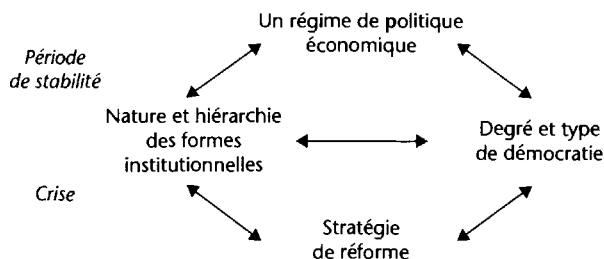 Un régime de politique
économique
Période
de stabilité
Nature et hiérarchie
des formes
institutionnelles
Degré et type
de démocratie
Crise
Stratégie
de réforme